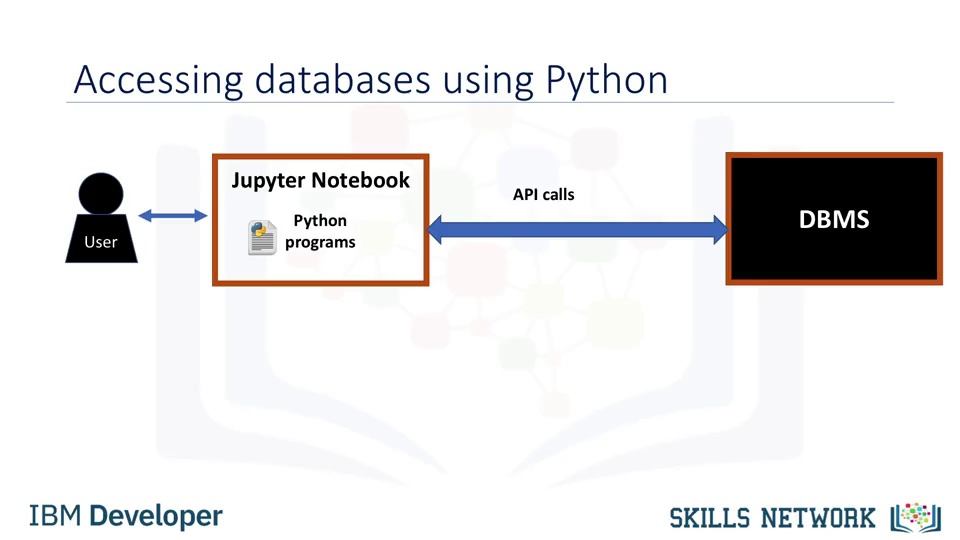 Accessing databases using Python
Jupyter Notebook
Python
programs
User
API calls
DBMS
IBM Developer
SKILLS NETWORK